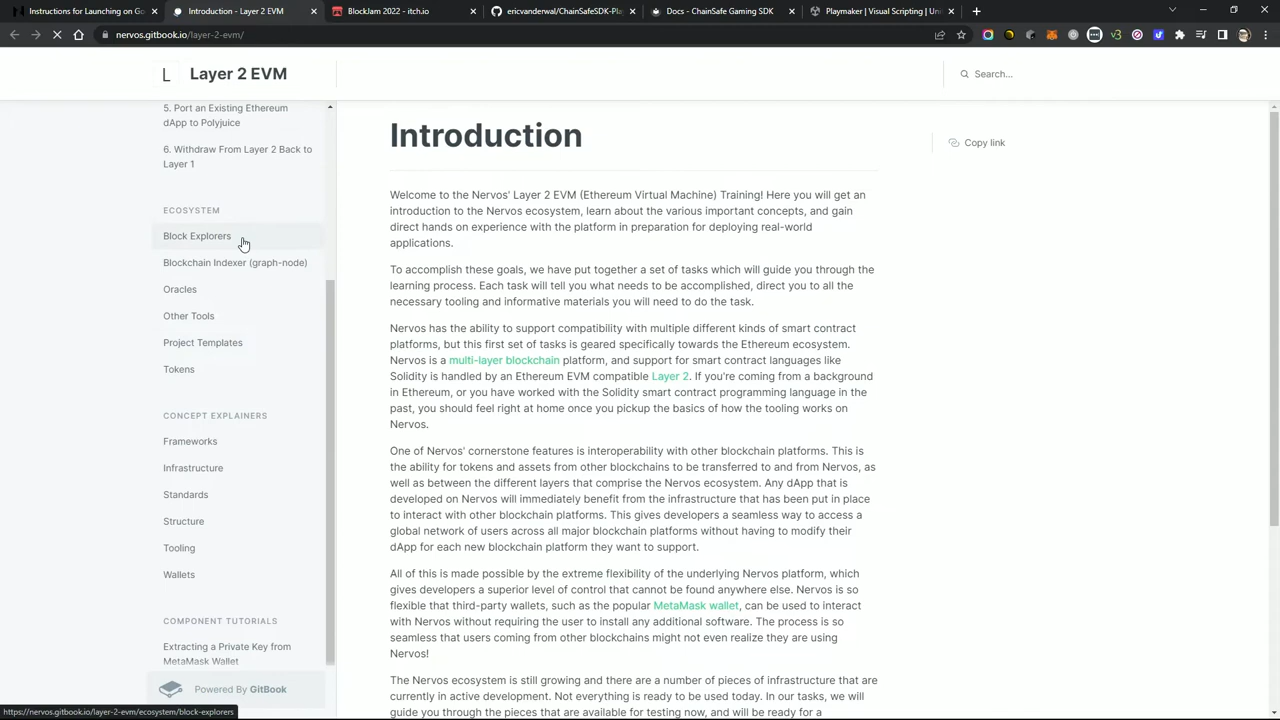 Instructions for Launching on Go
Introduction - Layer 2 EVM
BlockJam 2022 - itch.io
ericvanderwal/ChainSafeSDK-Pla
Docs - ChainSafe Gaming SDK
Playmaker | Visual Scripting | Uni
nervos.gitbook.io/layer-2-evm/
L Layer 2 EVM
Search...
5. Port an Existing Ethereum
dApp to Polyjuice
6. Withdraw From Layer 2 Back to
Layer 1
ECOSYSTEM
Block Explorers
Blockchain Indexer (graph-node)
Oracles
Other Tools
Project Templates
Tokens
CONCEPT EXPLAINERS
Frameworks
Infrastructure
Standards
Structure
Tooling
Wallets
COMPONENT TUTORIALS
Extracting a Private Key from
MetaMask Wallet
Powered By GitBook
https://nervos.gitbook.io/layer-2-evm/ecosystem/block-explorers
Introduction
Copy link
Welcome to the Nervos' Layer 2 EVM (Ethereum Virtual Machine) Training! Here you will get an
introduction to the Nervos ecosystem, learn about the various important concepts, and gain
direct hands on experience with the platform in preparation for deploying real-world
applications.
To accomplish these goals, we have put together a set of tasks which will guide you through the
learning process. Each task will tell you what needs to be accomplished, direct you to all the
necessary tooling and informative materials you will need to do the task.
Nervos has the ability to support compatibility with multiple different kinds of smart contract
platforms, but this first set of tasks is geared specifically towards the Ethereum ecosystem.
Nervos is a multi-layer blockchain platform, and support for smart contract languages like
Solidity is handled by an Ethereum EVM compatible Layer 2. If you're coming from a background
in Ethereum, or you have worked with the Solidity smart contract programming language in the
past, you should feel right at home once you pickup the basics of how the tooling works on
Nervos.
One of Nervos' cornerstone features is interoperability with other blockchain platforms. This is
the ability for tokens and assets from other blockchains to be transferred to and from Nervos, as
well as between the different layers that comprise the Nervos ecosystem. Any dApp that is
developed on Nervos will immediately benefit from the infrastructure that has been put in place
to interact with other blockchain platforms. This gives developers a seamless way to access a
global network of users across all major blockchain platforms without having to modify their
dApp for each new blockchain platform they want to support.
All of this is made possible by the extreme flexibility of the underlying Nervos platform, which
gives developers a superior level of control that cannot be found anywhere else. Nervos is so
flexible that third-party wallets, such as the popular MetaMask wallet, can be used to interact
with Nervos without requiring the user to install any additional software. The process is so
seamless that users coming from other blockchains might not even realize they are using
Nervos!
The Nervos ecosystem is still growing and there are a number of pieces of infrastructure that are
currently in active development. Not everything is ready to be used today. In our tasks, we will
guide you through the pieces that are available for testing now, and will be ready for a